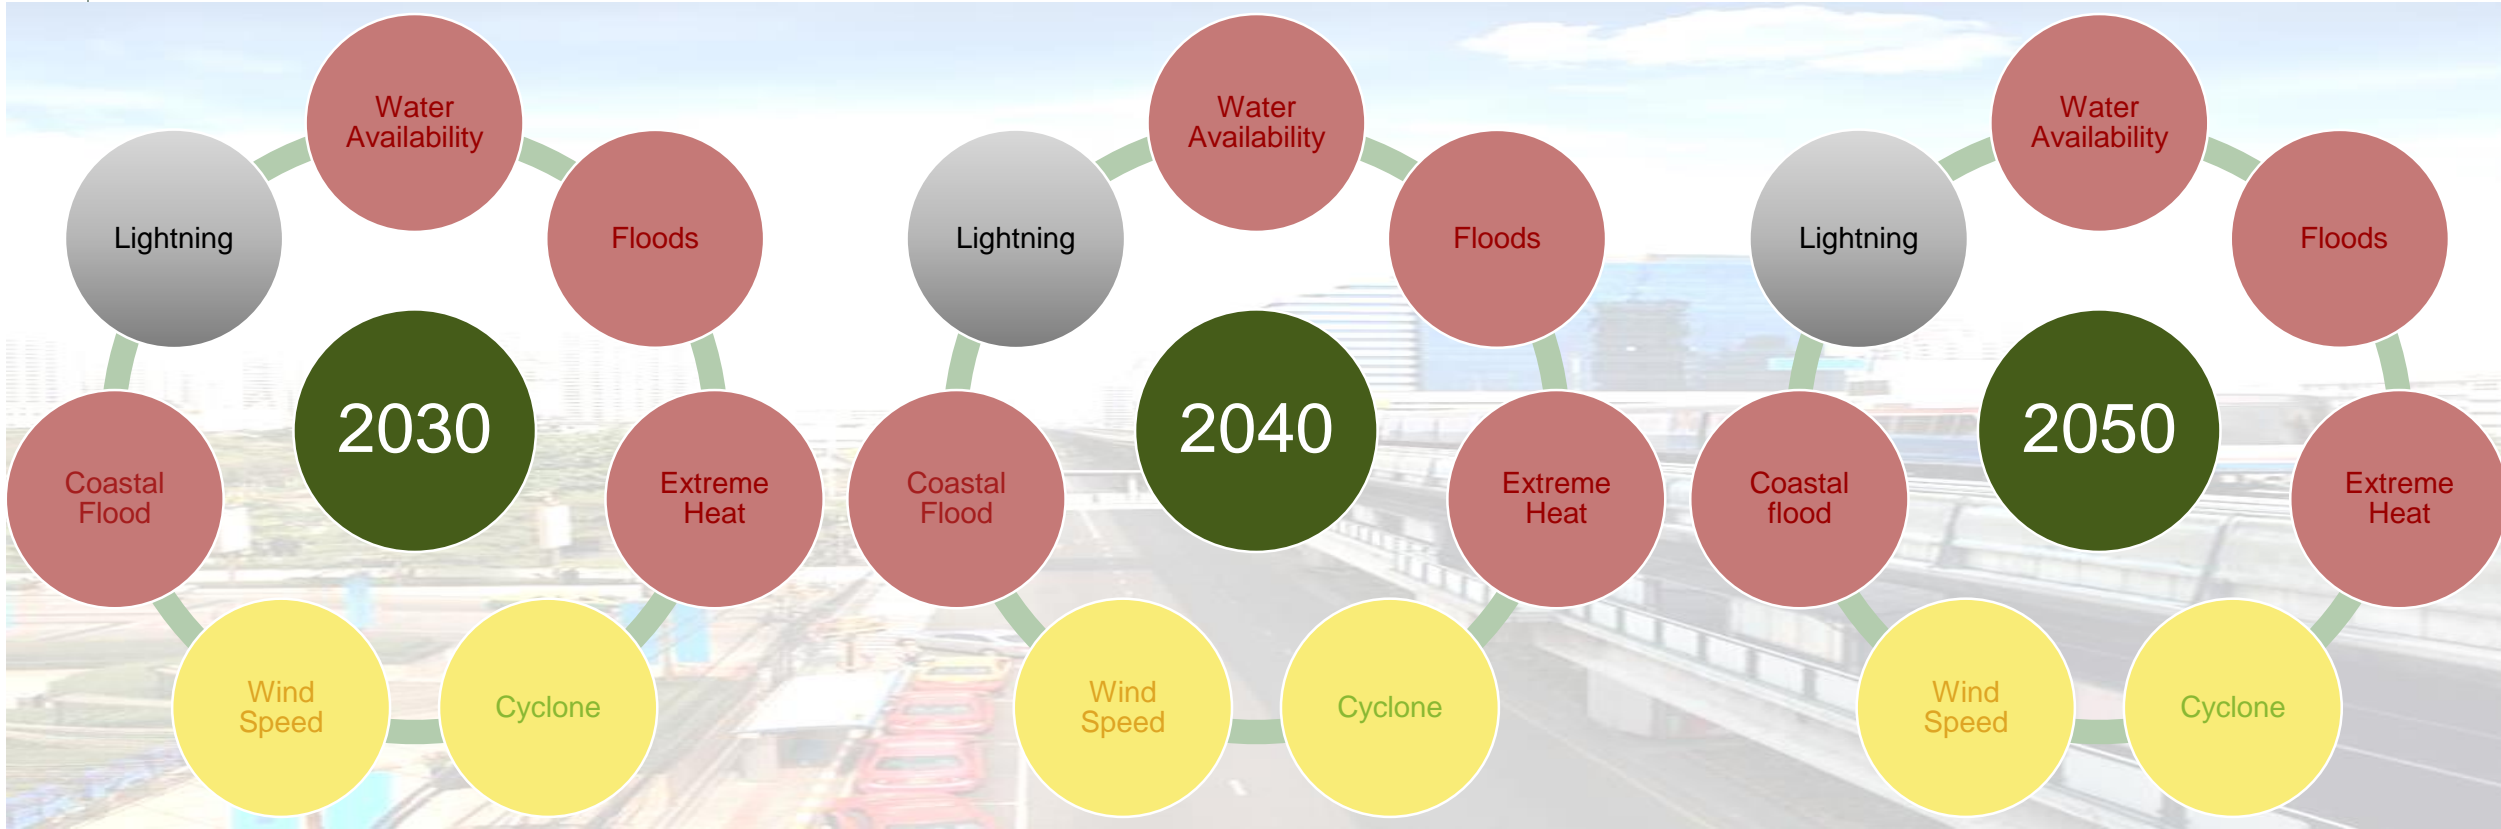 Water
Availability
Floods
Extreme
Heat
Cyclone
Wind
Speed
Coastal
Flood
Lightning
2030
Water
Availability
Floods
Extreme
Heat
Cyclone
Wind
Speed
Coastal
Flood
Lightning
2040
Water
Availability
Floods
Extreme
Heat
Cyclone
Wind
Speed
Coastal
flood
Lightning
2050